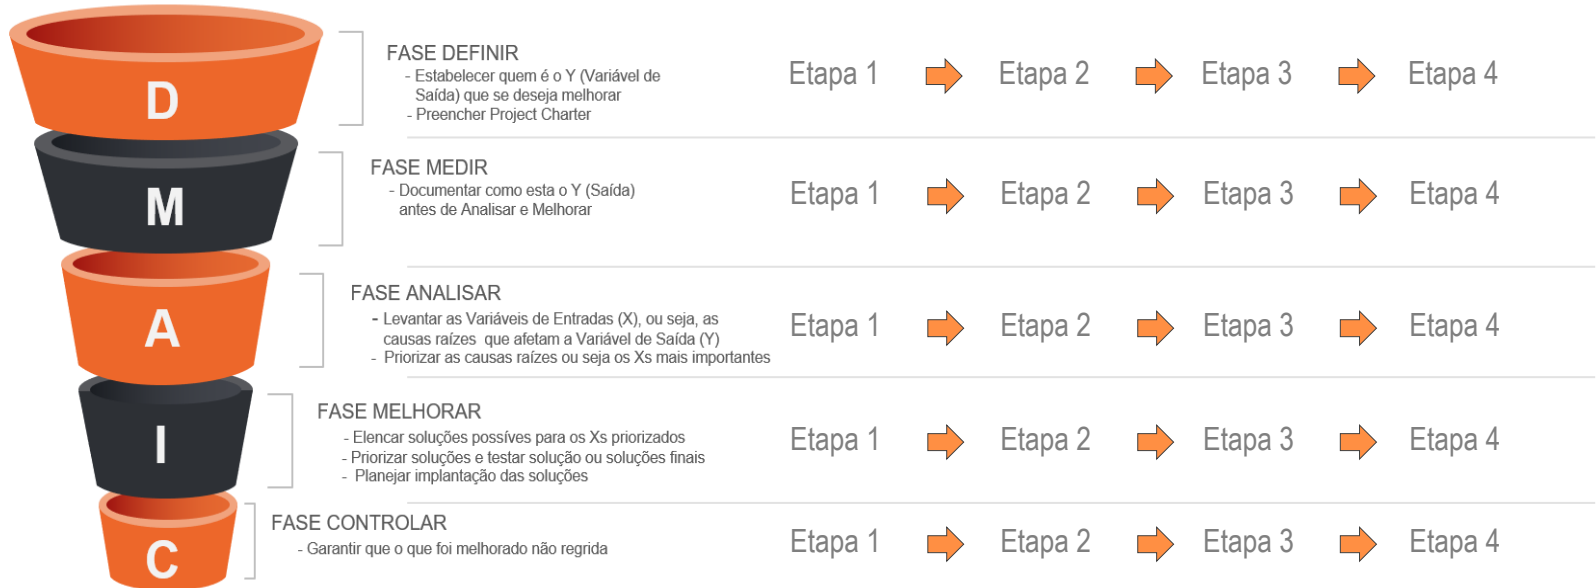 D
FASE DEFINIR
- Estabelecer quem é o Y (Variável de
Saída) que se deseja melhorar
- Preencher Project Charter
Etapa 1
Etapa 2
Etapa 3
Etapa 4
M
FASE MEDIR
- Documentar como esta o Y (Saída)
antes de Analisar e Melhorar
Etapa 1
Etapa 2
Etapa 3
Etapa 4
A
FASE ANALISAR
- Levantar as Variáveis de Entradas (X), ou seja, as
causas raízes que afetam a Variável de Saída (Y)
- Priorizar as causas raízes ou seja os Xs mais importantes
Etapa 1
Etapa 2
Etapa 3
Etapa 4
I
FASE MELHORAR
- Elencar soluções possíves para os Xs priorizados
- Priorizar soluções e testar solução ou soluções finais
- Planejar implantação das soluções
Etapa 1
Etapa 2
Etapa 3
Etapa 4
C
FASE CONTROLAR
- Garantir que o que foi melhorado não regrida
Etapa 1
Etapa 2
Etapa 3
Etapa 4